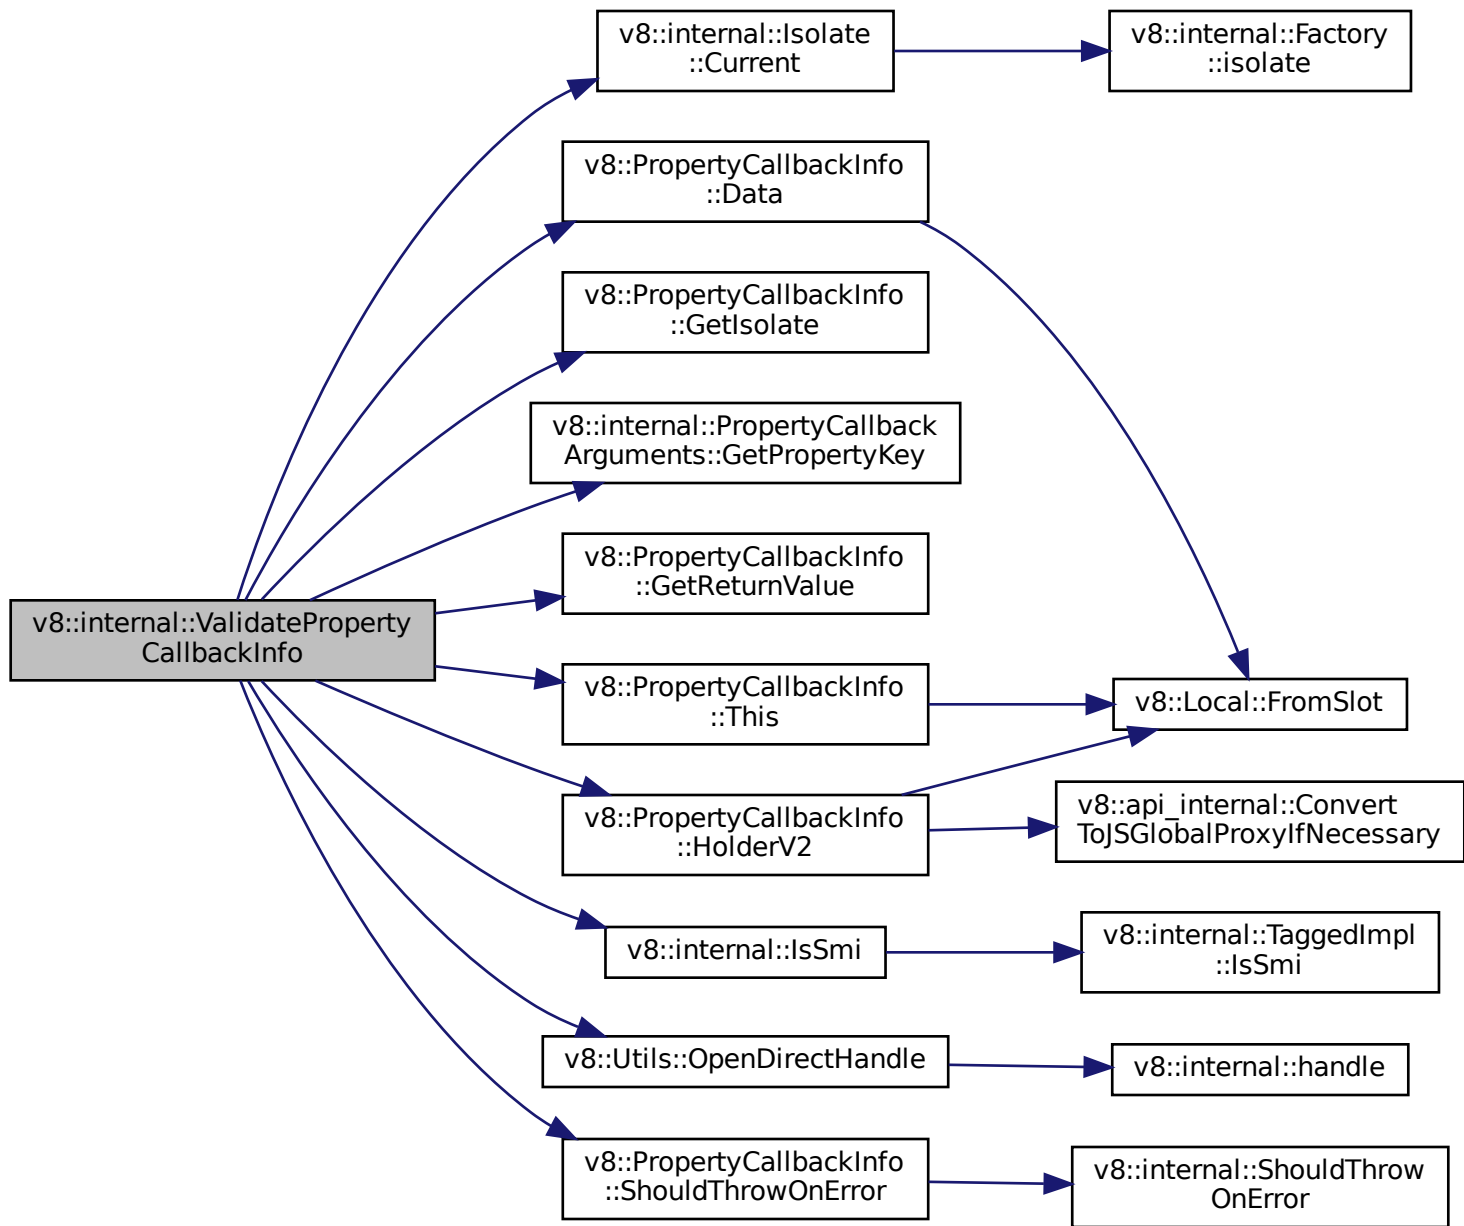 v8::internal::Isolate
::Current
v8::internal::Factory
::isolate
v8::PropertyCallbackInfo
::Data
v8::PropertyCallbackInfo
::GetIsolate
v8::internal::PropertyCallback
Arguments::GetPropertyKey
v8::PropertyCallbackInfo
::GetReturnValue
v8::internal::ValidateProperty
CallbackInfo
v8::PropertyCallbackInfo
::This
v8::Local::FromSlot
v8::PropertyCallbackInfo
::HolderV2
v8::api_internal::Convert
ToJSGlobalProxyIfNecessary
v8::internal::IsSmi
v8::internal::TaggedImpl
::IsSmi
v8::Utils::OpenDirectHandle
v8::internal::handle
v8::PropertyCallbackInfo
::ShouldThrowOnError
v8::internal::ShouldThrow
OnError